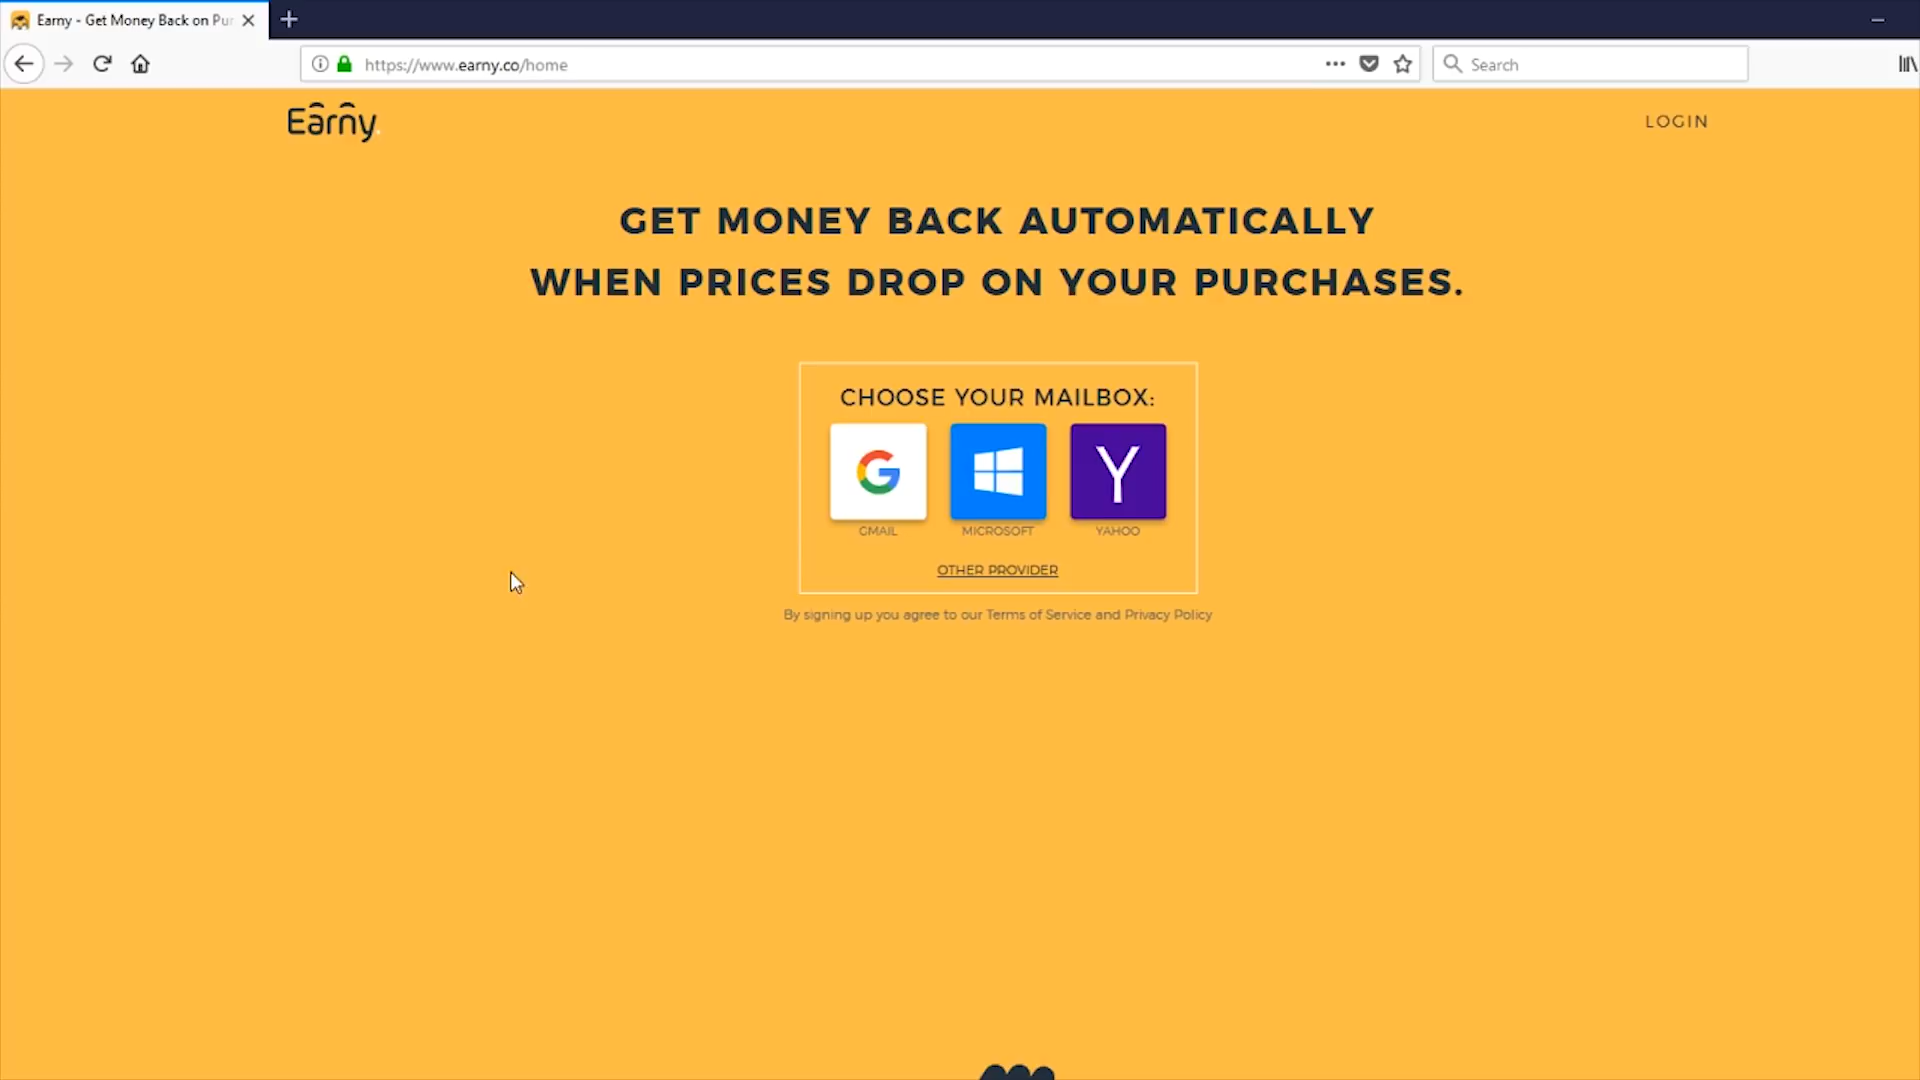 Earny - Get Money Back on Pur
https://www.earny.co/home
Search
Earny
LOGIN
GET MONEY BACK AUTOMATICALLY
WHEN PRICES DROP ON YOUR PURCHASES.
CHOOSE YOUR MAILBOX:
GMAIL MICROSOFT YAHOO
OTHER PROVIDER
By signing up you agree to our Terms of Service and Privacy Policy